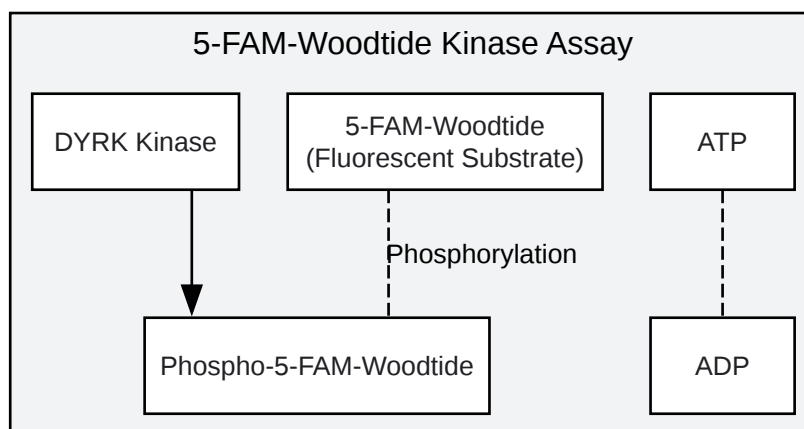 5-FAM-Woodtide Kinase Assay
DYRK Kinase
5-FAM-Woodtide
(Fluorescent Substrate)
ATP
Phosphorylation
Phospho-5-FAM-Woodtide
ADP